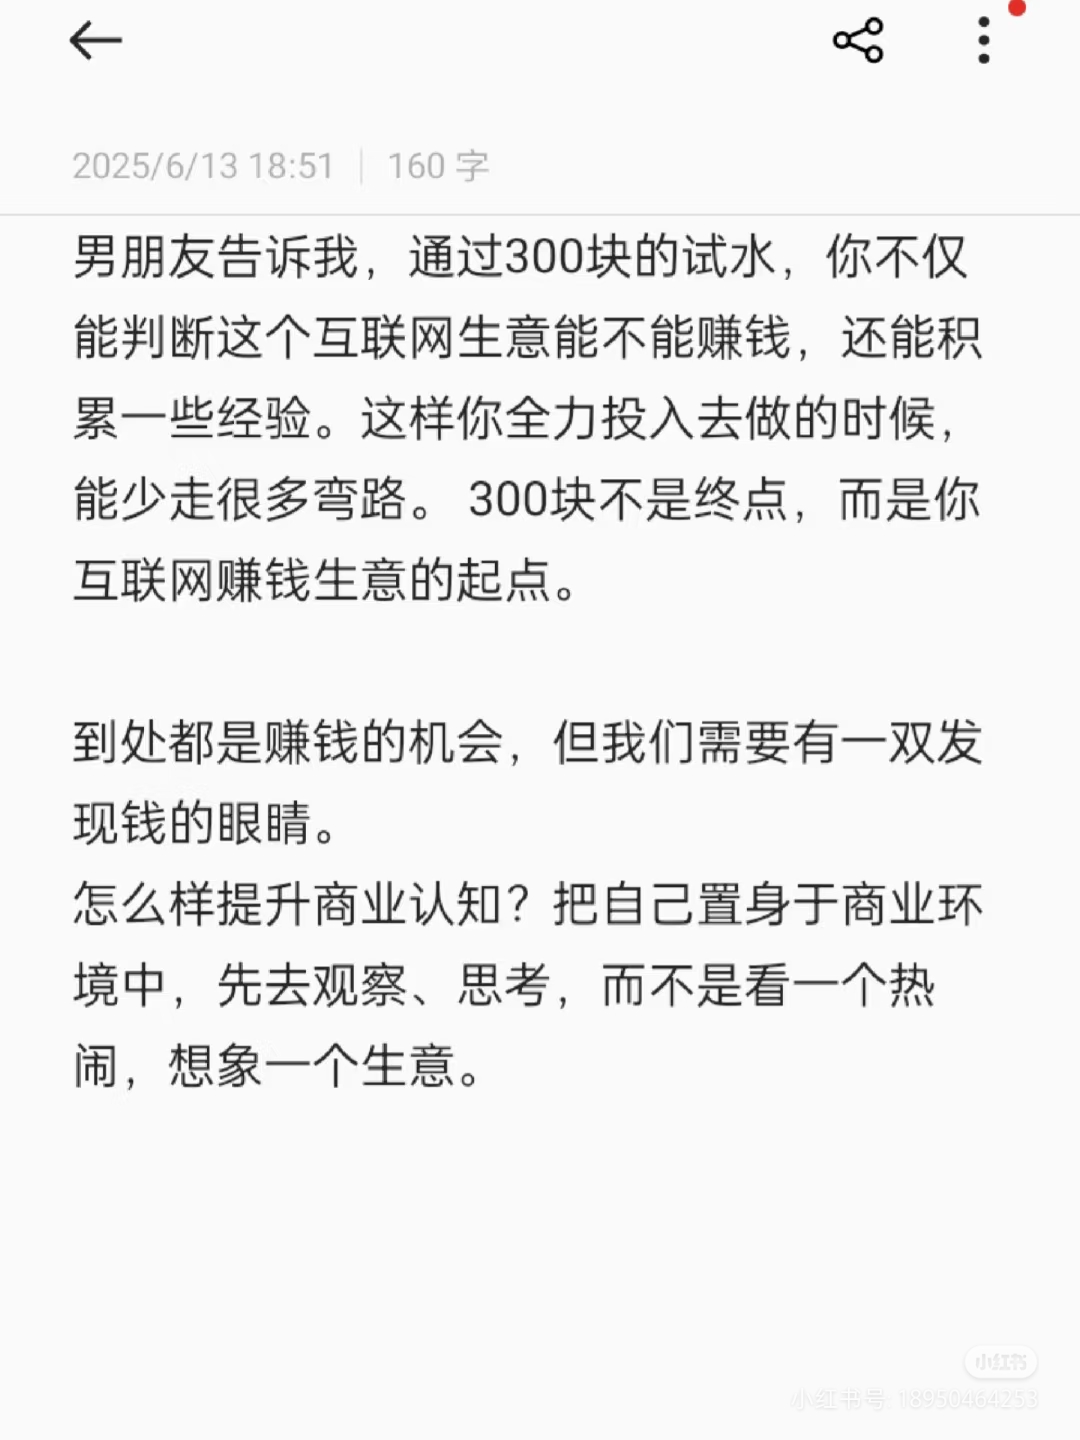 2025/6/13 18:51 | 160 字
男朋友告诉我，通过300块的试水，你不仅
能判断这个互联网生意能不能赚钱，还能积
累一些经验。这样你全力投入去做的时候，
能少走很多弯路。 300块不是终点，而是你
互联网赚钱生意的起点。
到处都是赚钱的机会，但我们需要有一双发
现钱的眼睛。
怎么样提升商业认知？把自己置身于商业环
境中，先去观察、思考，而不是看一个热
闹，想象一个生意。
小红书
小红书号: 18950464253